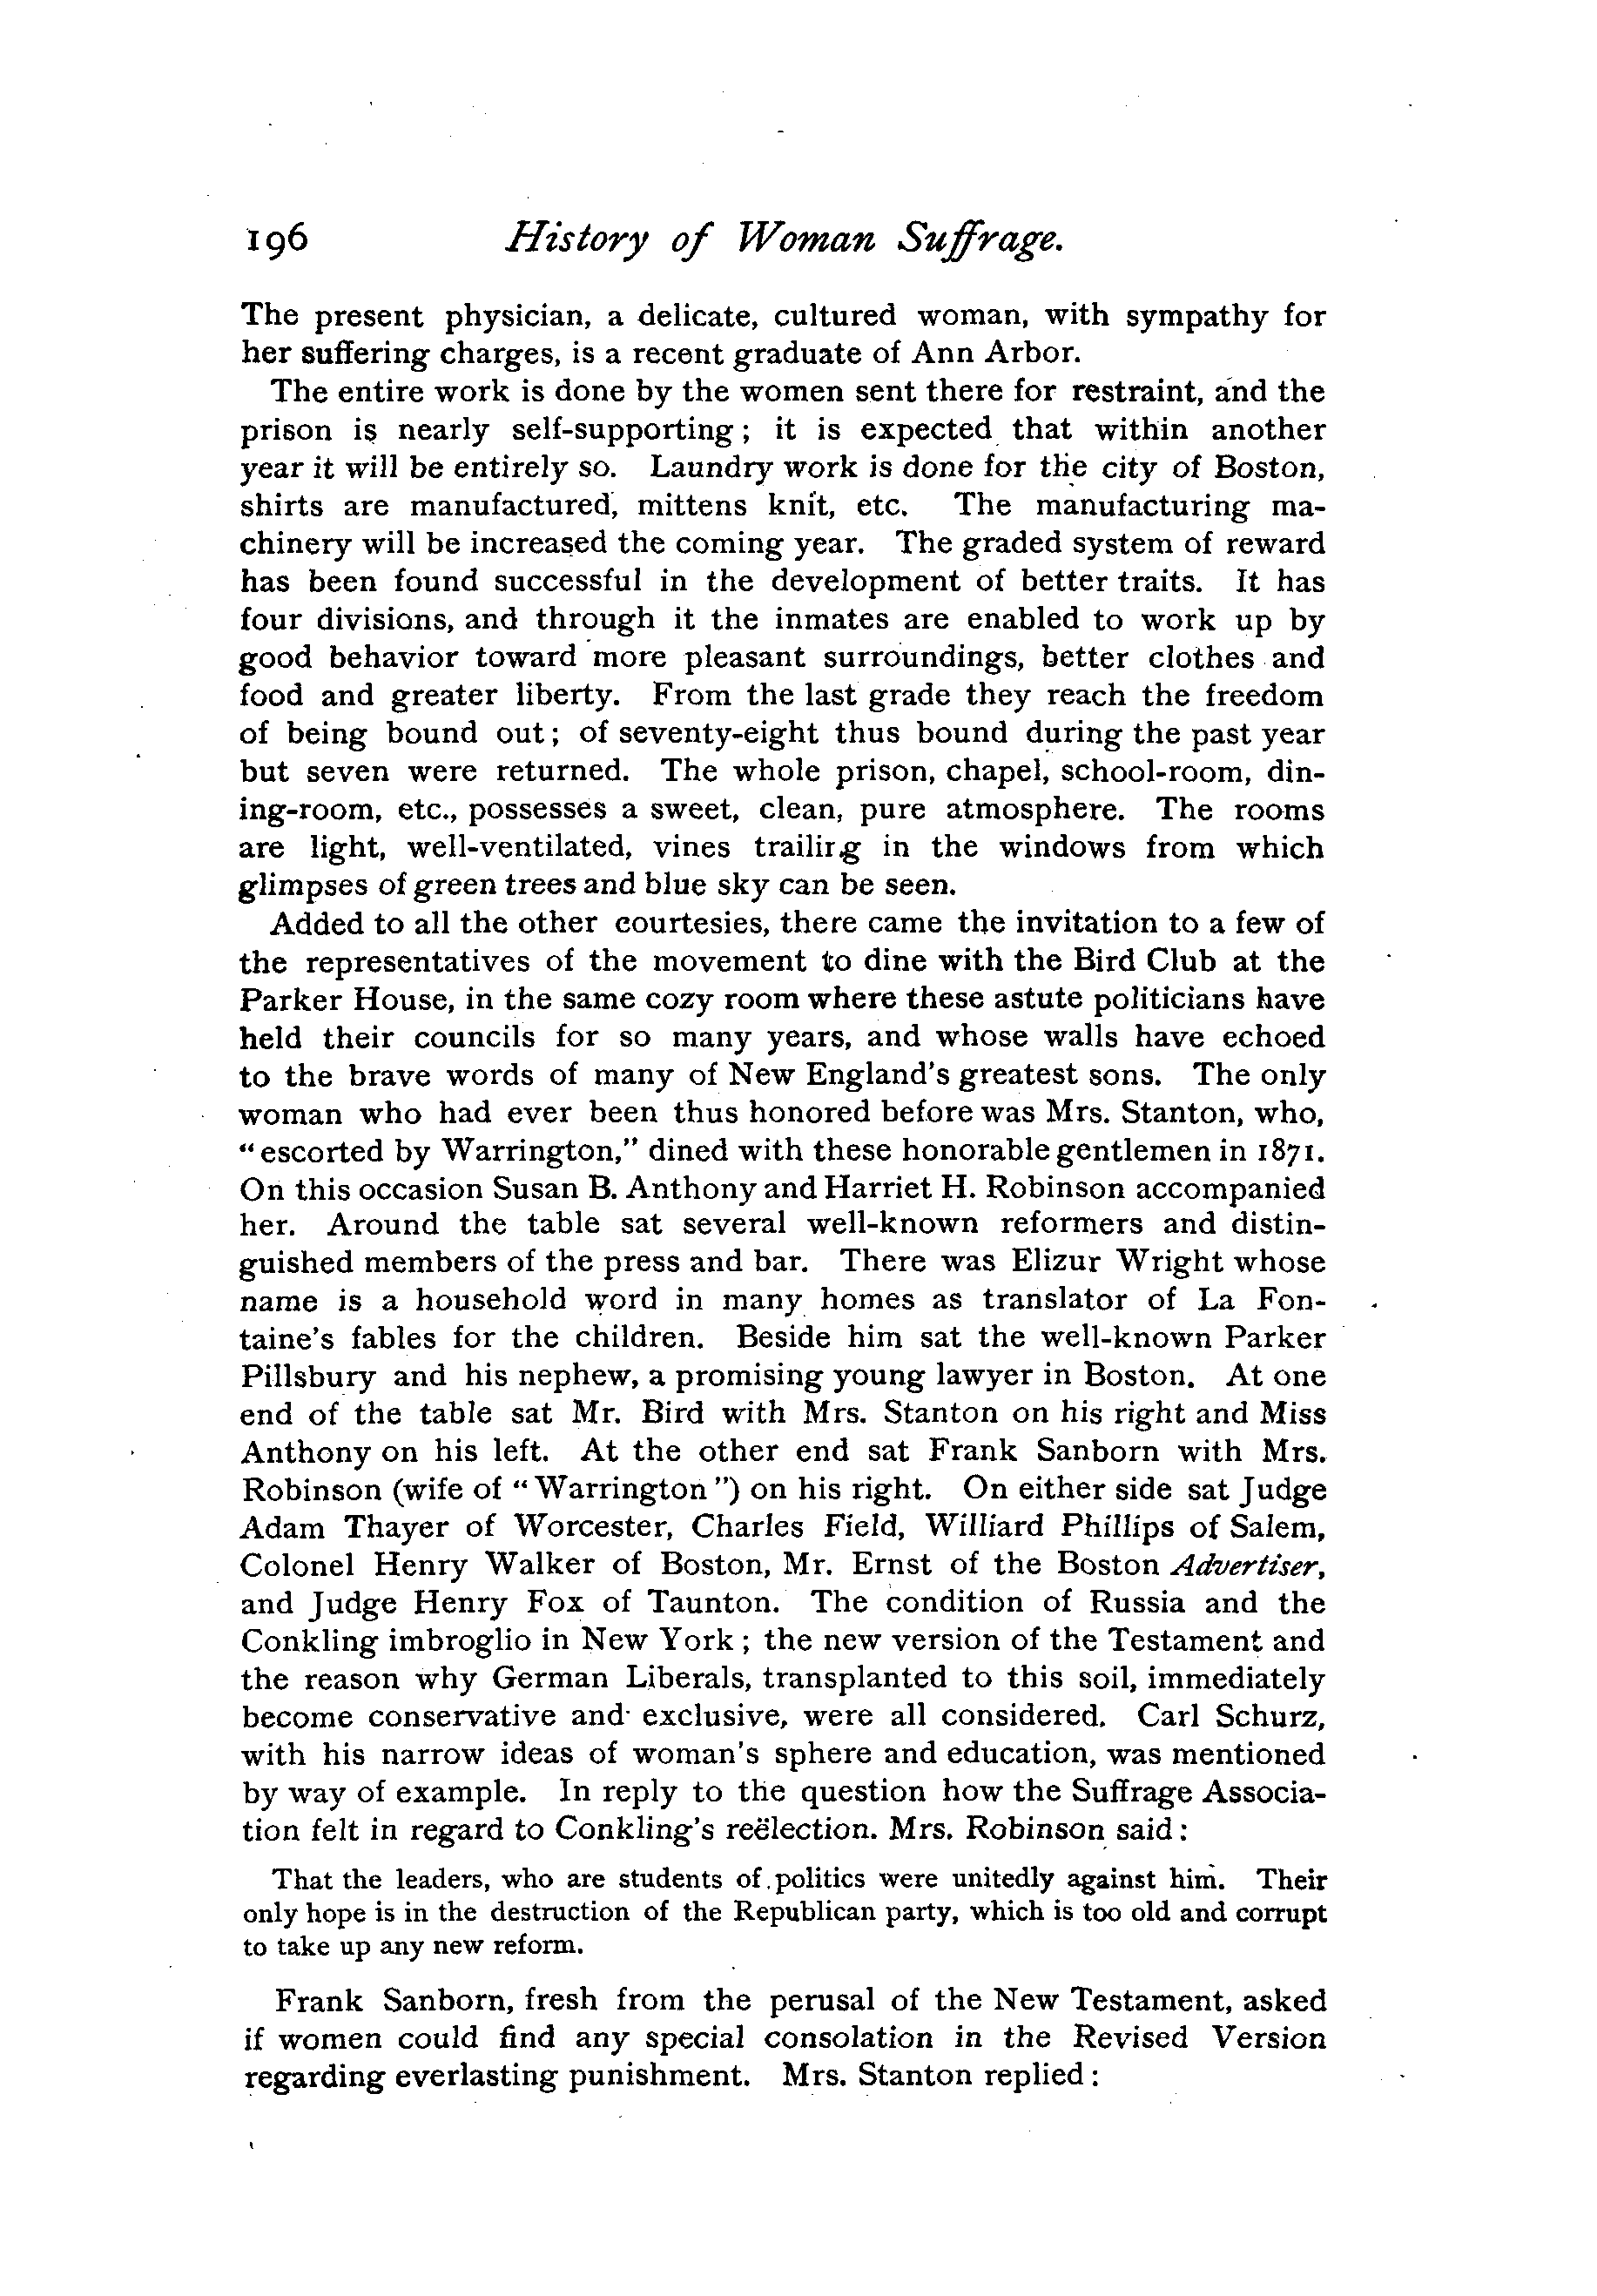 196 History of Woman Suffrage.
The present physician, a delicate, cultured woman, with sympathy for
her suffering charges, is a recent graduate of Ann Arbor.
The entire work is done by the women sent there for restraint, and the
prison is nearly self-supporting; it is expected that within another
year it will be entirely so. Laundry work is done for the city of Boston,
shirts are manufactured, mittens knit, etc. The manufacturing ma-
chinery will be increased the coming year. The graded system of reward
has been found successful in the development of better traits. It has
four divisions, and through it the inmates are enabled to work up by
good behavior toward more pleasant surroundings, better clothes and
food and greater liberty. From the last grade they reach the freedom
of being bound out; of seventy-eight thus bound during the past year
but seven were returned. The whole prison, chapel, school-room, din-
ing-room, etc., possesses a sweet, clean, pure atmosphere. The rooms
are light, well-ventilated, vines trailing in the windows from which
glimpses of green trees and blue sky can be seen.
Added to all the other courtesies, there came the invitation to a few of
the representatives of the movement to dine with the Bird Club at the
Parker House, in the same cozy room where these astute politicians have
held their councils for so many years, and whose walls have echoed
to the brave words of many of New England's greatest sons. The only
woman who had ever been thus honored before was Mrs. Stanton, who,
"escorted by Warrington," dined with these honorable gentlemen in 1871.
On this occasion Susan B. Anthony and Harriet H. Robinson accompanied
her. Around the table sat several well-known reformers and distin-
guished members of the press and bar. There was Elizur Wright whose
name is a household word in many homes as translator of La Fon-
taine's fables for the children. Beside him sat the well-known Parker
Pillsbury and his nephew, a promising young lawyer in Boston. At one
end of the table sat Mr. Bird with Mrs. Stanton on his right and Miss
Anthony on his left. At the other end sat Frank Sanborn with Mrs.
Robinson (wife of "Warrington") on his right. On either side sat Judge
Adam Thayer of Worcester, Charles Field, Williard Phillips of Salem,
Colonel Henry Walker of Boston, Mr. Ernst of the Boston Advertiser,
and Judge Henry Fox of Taunton. The condition of Russia and the
Conkling imbroglio in New York; the new version of the Testament and
the reason why German Liberals, transplanted to this soil, immediately
become conservative and exclusive, were all considered. Carl Schurz,
with his narrow ideas of woman's sphere and education, was mentioned
by way of example. In reply to the question how the Suffrage Associa-
tion felt in regard to Conkling's reëlection. Mrs. Robinson said:
That the leaders, who are students of politics were unitedly against him. Their
only hope is in the destruction of the Republican party, which is too old and corrupt
to take up any new reform.
Frank Sanborn, fresh from the perusal of the New Testament, asked
if women could find any special consolation in the Revised Version
regarding everlasting punishment. Mrs. Stanton replied: